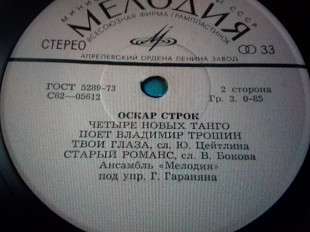 МЕЛОДИЯ
ВСЕСОЮЗНАЯ ФИРМА ГРАМПЛАСТИНОК
СТЕРЕО
33
АПРЕЛЕВСКИЙ ОРДЕНА ЛЕНИНА ЗАВОД
ГОСТ 5289-73
2 сторона
С62—05612
Гр. 3. 0-85
ОСКАР СТРОК
ЧЕТЫРЕ НОВЫХ ТАНГО
ПОЕТ ВЛАДИМИР ТРОШИН
ТВОИ ГЛАЗА, сл. Ю. Цейтлина
СТАРЫЙ РОМАНС, сл. В. Бокова
Ансамбль «Мелодия»
под упр. Г. Гараняна